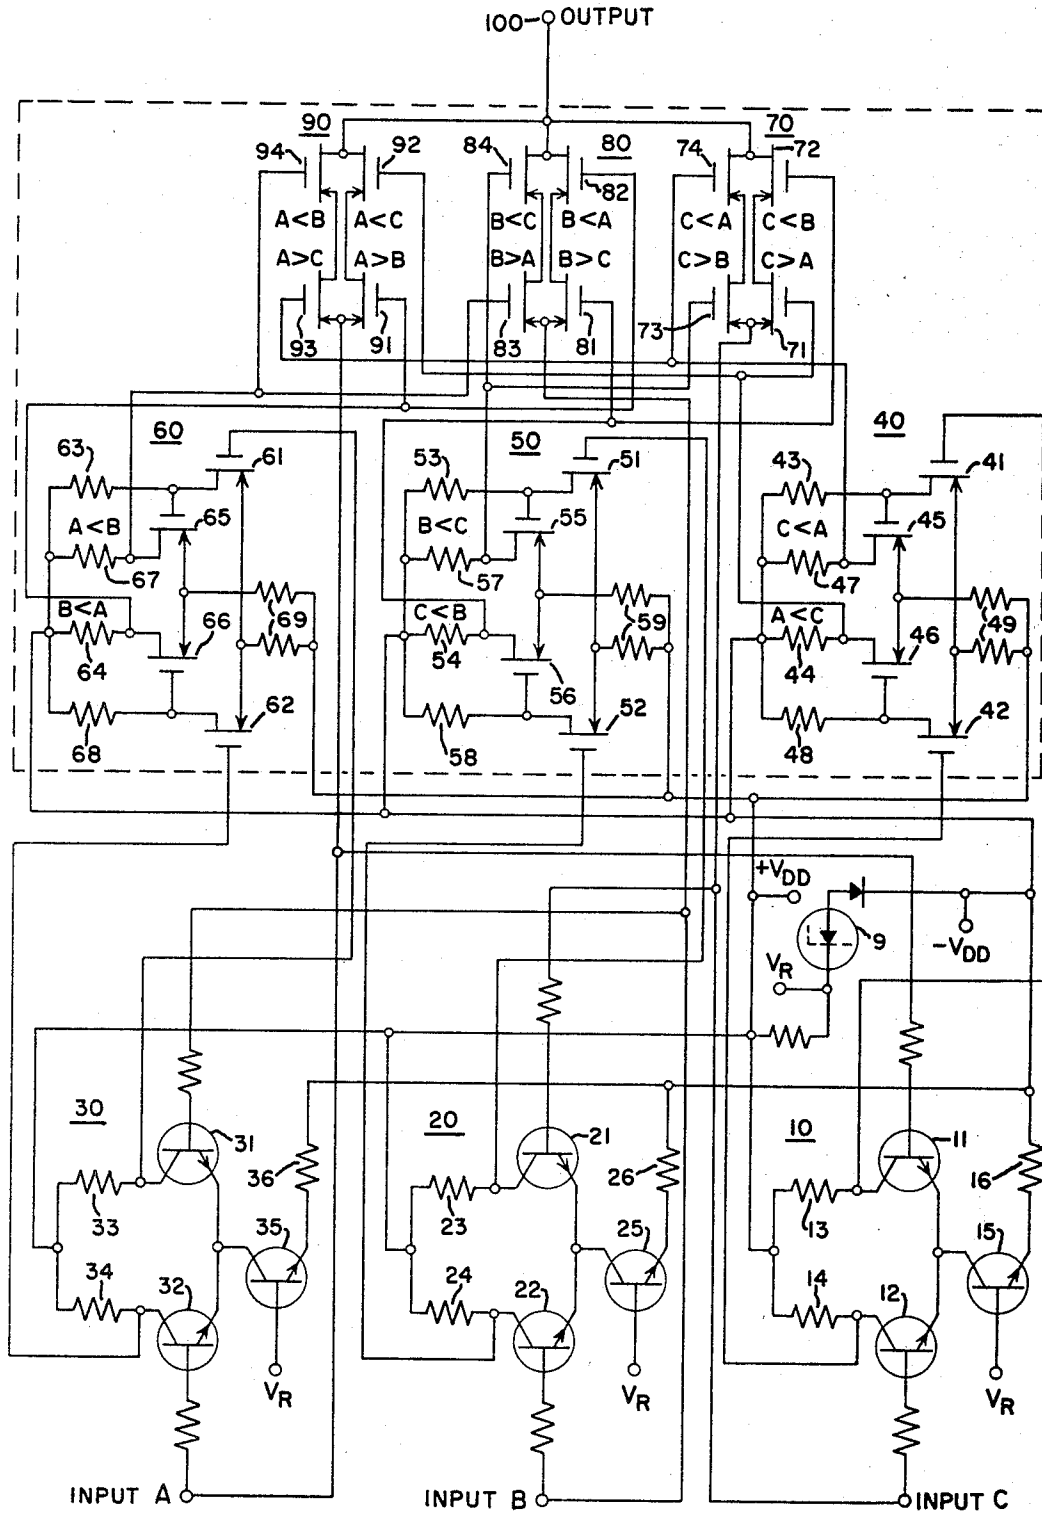 100 OUTPUT
90 80 70
94 92 84 82 74 72
A<B A<C B<C B<A C<A C<B
A>C A>B B>A B>C C>B C>A
93 91 83 81 73 71
60 50 40
63 61 53 51 43 41
A<B 65 B<C 55 C<A 45
67 57 47
B<A 66 69 C<B 59 A<C 46 49
64 54 56 44
62 52 42
68 58 48
+VDD
9 -VDD
VR
30 31 20 21 10 11
36 26 16
33 35 23 25 13 15
34 32 24 22 14 12
VR VR VR
INPUT A INPUT B INPUT C